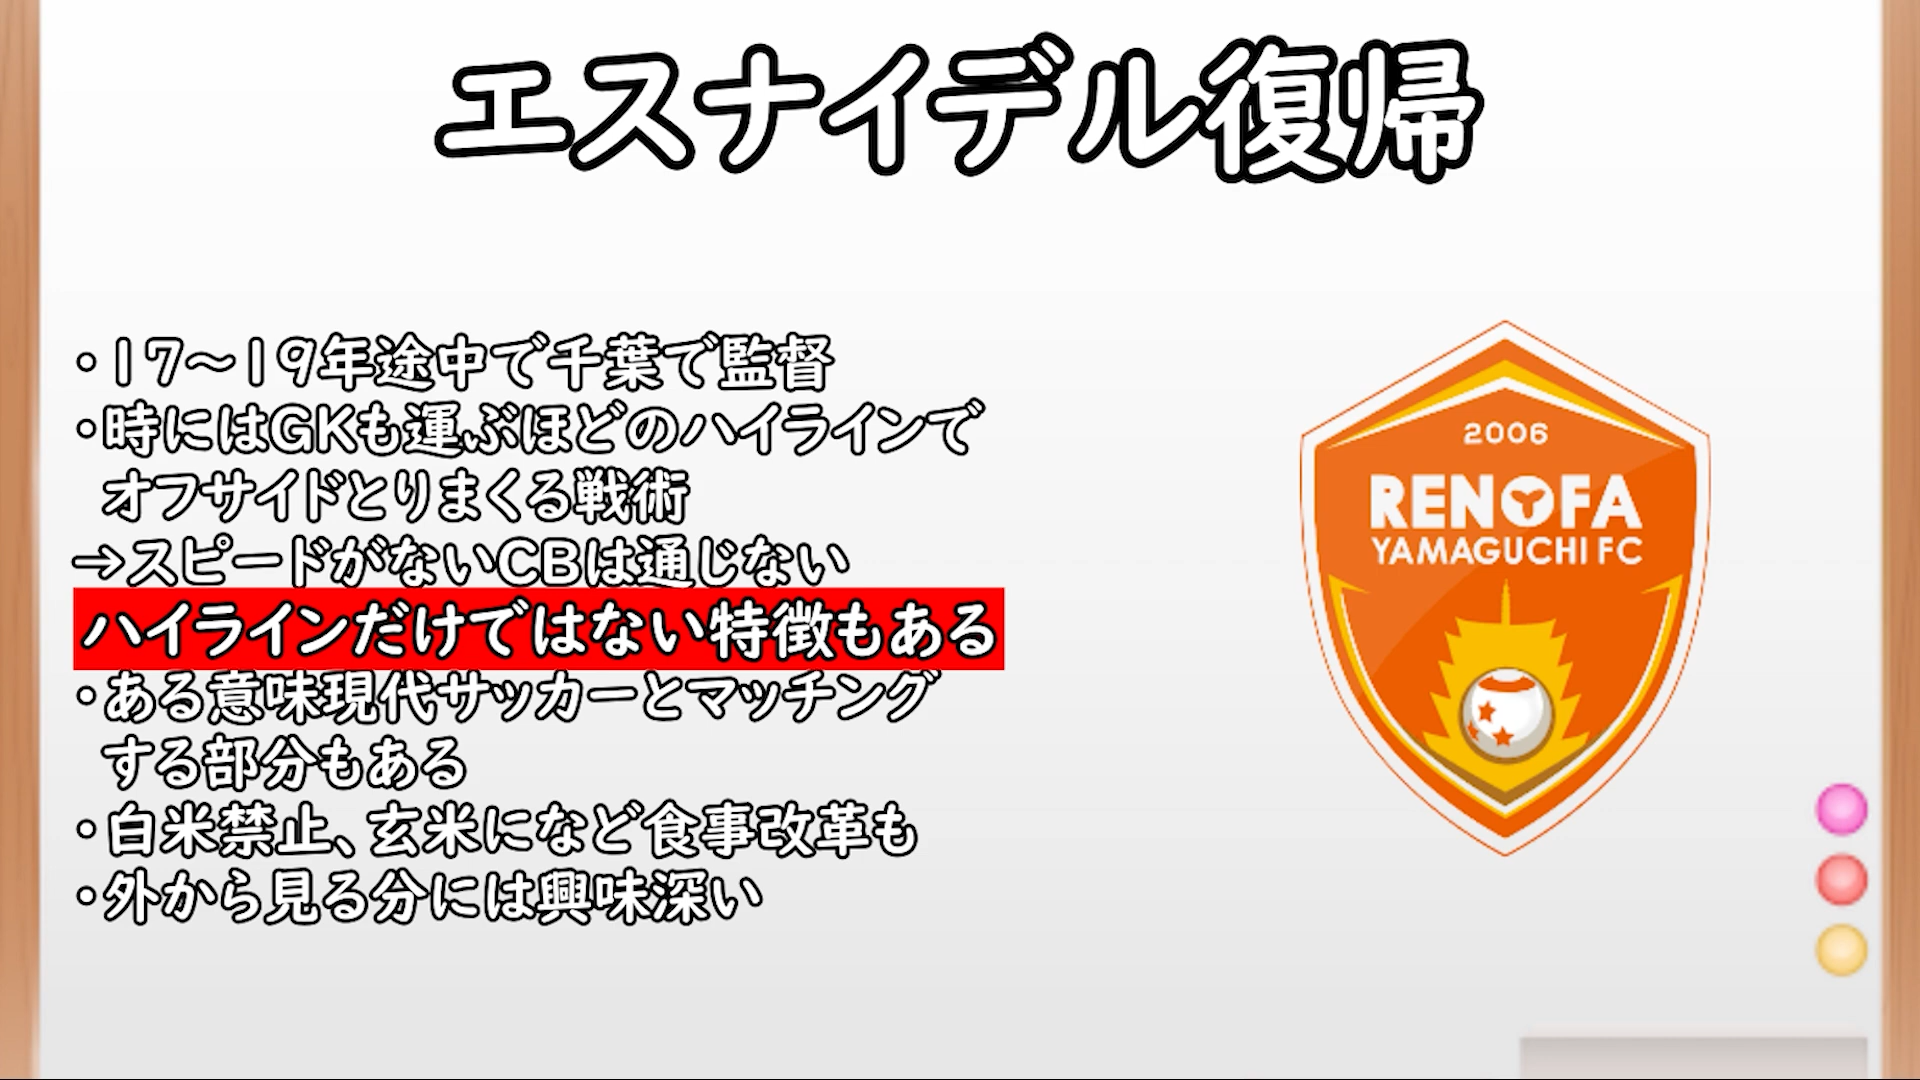 エスナイデル復帰
・17～19年途中で千葉で監督
・時にはGKも運ぶほどのハイラインで
オフサイドとりまくる戦術
→スピードがないCBは通じない
ハイラインだけではない特徴もある
・ある意味現代サッカーとマッチング
する部分もある
・白米禁止、玄米になど食事改革も
・外から見る分には興味深い
2006
RENOFA
YAMAGUCHI FC